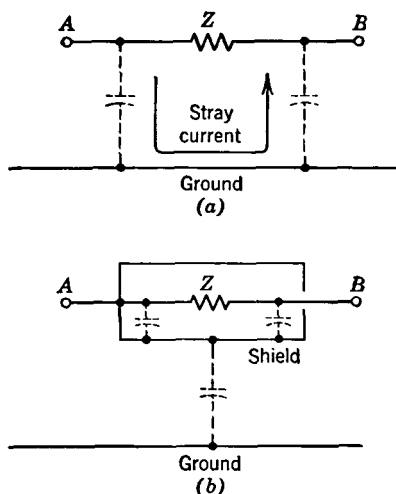 A Z B
Stray
current
Ground
(a)
A Z B
Shield
Ground
(b)